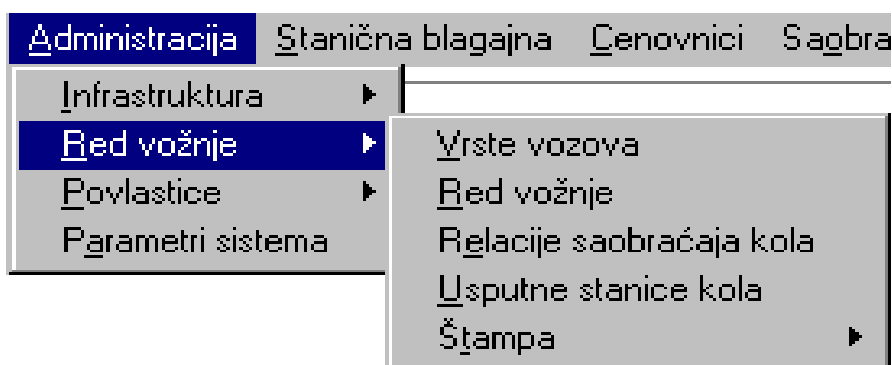 Administracija Stanična blagajna Cenovnici Saobra
Infrastruktura
Red vožnje
Povlastice
Parametri sistema
Vrste vozova
Red vožnje
Relacije saobraćaja kola
Usputne stanice kola
Štampa